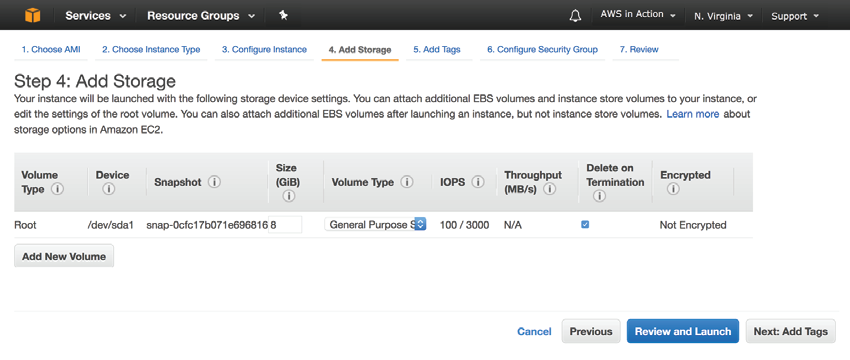 Services Resource Groups AWS in Action N. Virginia Support
1. Choose AMI 2. Choose Instance Type 3. Configure Instance 4. Add Storage 5. Add Tags 6. Configure Security Group 7. Review
Step 4: Add Storage
Your instance will be launched with the following storage device settings. You can attach additional EBS volumes and instance store volumes to your instance, or
edit the settings of the root volume. You can also attach additional EBS volumes after launching an instance, but not instance store volumes. Learn more about
storage options in Amazon EC2.
Volume Type Device Snapshot Size (GiB) Volume Type IOPS Throughput (MB/s) Delete on Termination Encrypted
Root /dev/sda1 snap-0cfc17b071e696816 8 General Purpose S 100 / 3000 N/A Not Encrypted
Add New Volume
Cancel Previous Review and Launch Next: Add Tags